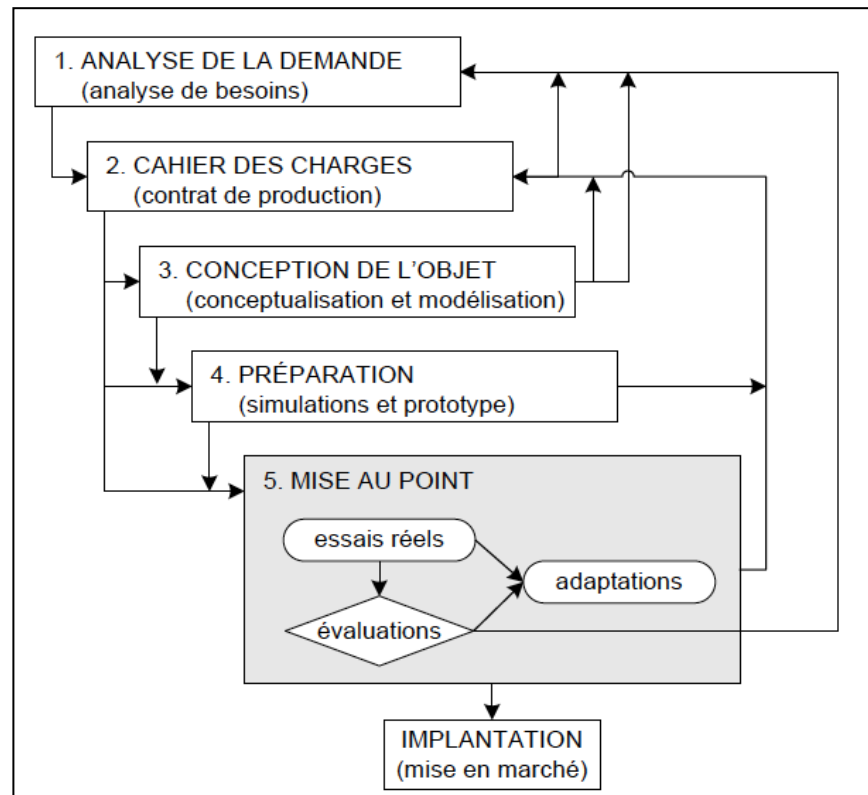 1. ANALYSE DE LA DEMANDE
(analyse de besoins)
2. CAHIER DES CHARGES
(contrat de production)
3. CONCEPTION DE L'OBJET
(conceptualisation et modélisation)
4. PRÉPARATION
(simulations et prototype)
5. MISE AU POINT
essais réels
adaptations
évaluations
IMPLANTATION
(mise en marché)